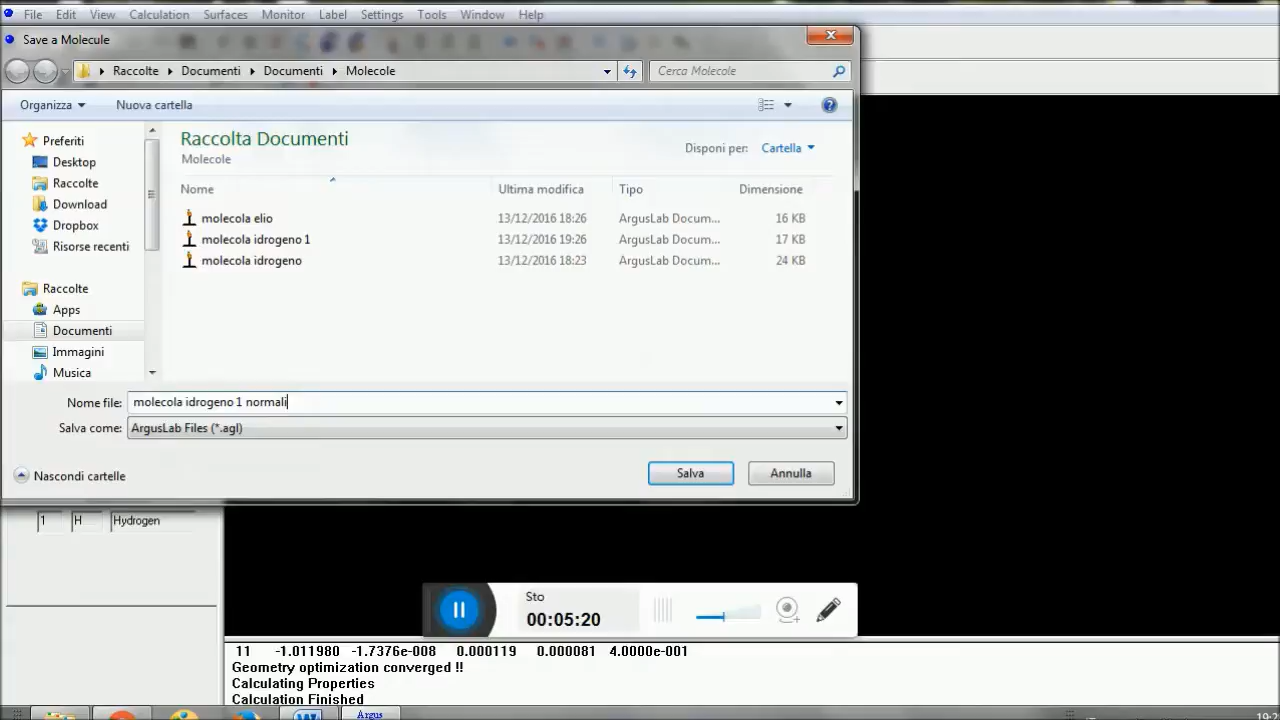 File Edit View Calculation Surfaces Monitor Label Settings Tools Window Help
Save a Molecule
Raccolte Documenti Documenti Molecole Cerca Molecole
Organizza Nuova cartella
Preferiti
Desktop
Raccolte
Download
Dropbox
Risorse recenti
Raccolte
Apps
Documenti
Immagini
Musica
Raccolta Documenti
Molecole
Disponi per: Cartella
Nome Ultima modifica Tipo Dimensione
molecola elio 13/12/2016 18:26 ArgusLab Docum... 16 KB
molecola idrogeno 1 13/12/2016 19:26 ArgusLab Docum... 17 KB
molecola idrogeno 13/12/2016 18:23 ArgusLab Docum... 24 KB
Nome file: molecola idrogeno 1 normali
Salva come: ArgusLab Files (*.agl)
Nascondi cartelle Salva Annulla
1 H Hydrogen
Sto
00:05:20
11 -1.011980 -1.7376e-008 0.000119 0.000081 4.0000e-001
Geometry optimization converged !!
Calculating Properties
Calculation Finished
Argus